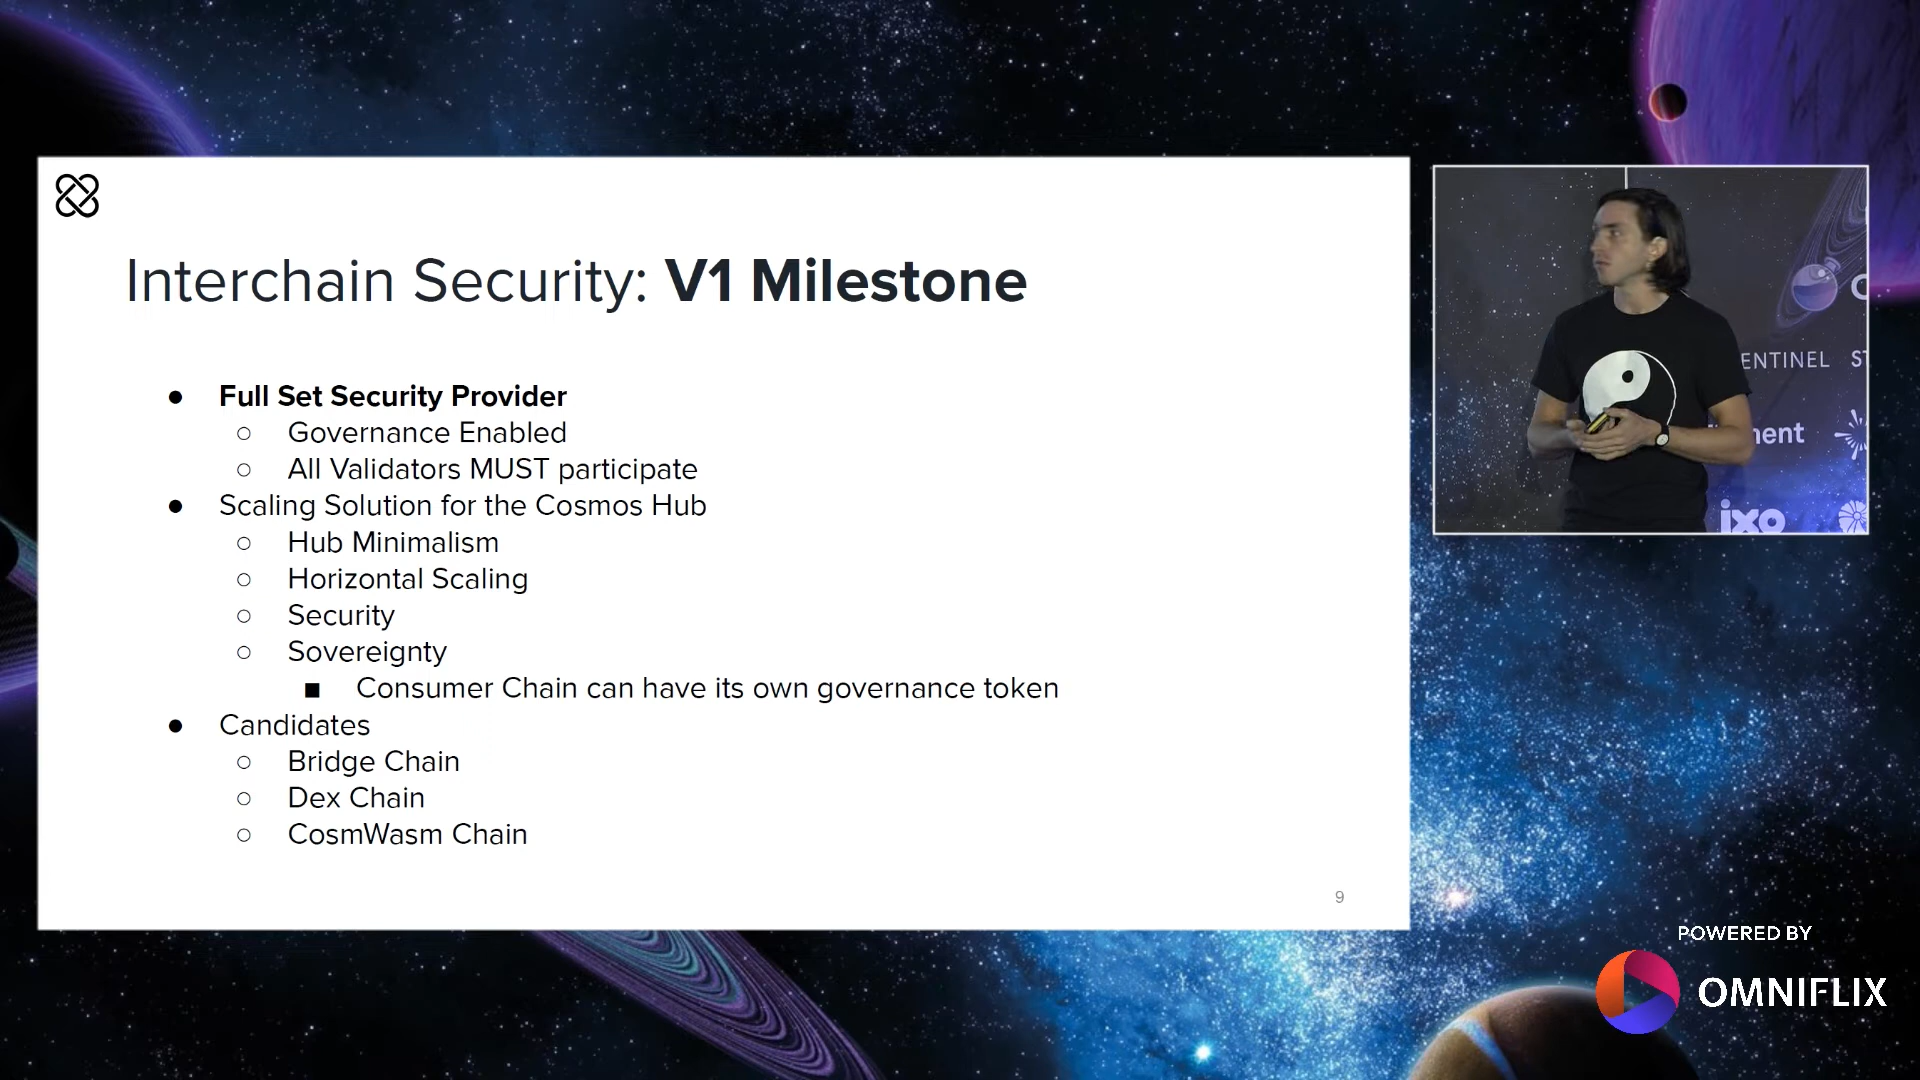 Interchain Security: V1 Milestone
● Full Set Security Provider
○ Governance Enabled
○ All Validators MUST participate
● Scaling Solution for the Cosmos Hub
○ Hub Minimalism
○ Horizontal Scaling
○ Security
○ Sovereignty
■ Consumer Chain can have its own governance token
● Candidates
○ Bridge Chain
○ Dex Chain
○ CosmWasm Chain
9
ENTINEL
ixo
POWERED BY
OMNIFLIX